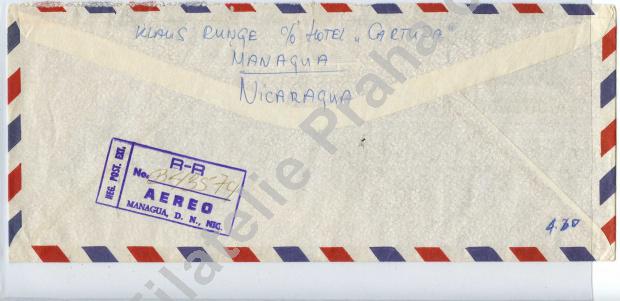 KLAUS RUNGE c/o HOTEL „CARTUJA"
MANAGUA
NICARAGUA
REG. POST. EXT.
R-R
No.
AEREO
MANAGUA, D. N., NIC.
4.30
Filatelie Praha